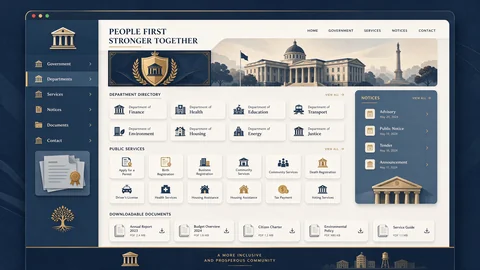 PEOPLE FIRST
STRONGER TOGETHER
HOME GOVERNMENT SERVICES NOTICES CONTACT
Government
Departments
Services
Notices
Documents
Contact
DEPARTMENT DIRECTORY
VIEW ALL
Department of
Finance
Department of
Health
Department of
Education
Department of
Transport
Department of
Environment
Department of
Housing
Department of
Energy
Department of
Justice
NOTICES
VIEW ALL
Advisory
Public Notice
Tender
Announcement
PUBLIC SERVICES
VIEW ALL
Apply for a
Permit
Birth
Registration
Business
Registration
Community
Services
Community Services
Death Registration
Driver's License
Health Services
Housing Assistance
Housing Assistance
Tax Payment
Voting Services
DOWNLOADABLE DOCUMENTS
Annual Report
2023
Budget Overview
2024
Citizen Charter
Environmental
Policy
Service Guide
A MORE INCLUSIVE
AND PROSPEROUS COMMUNITY